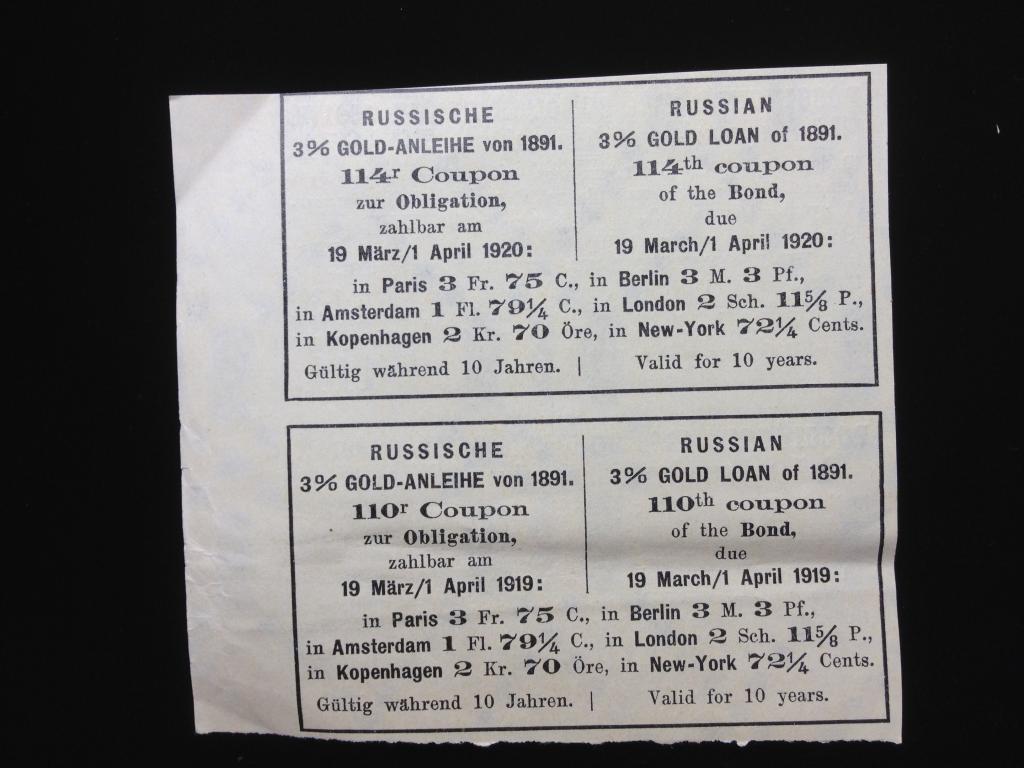 RUSSISCHE
3% GOLD-ANLEIHE von 1891.
114r Coupon
zur Obligation,
zahlbar am
19 März/1 April 1920:
RUSSIAN
3% GOLD LOAN of 1891.
114th coupon
of the Bond,
due
19 March/1 April 1920:
in Paris 3 Fr. 75 C., in Berlin 3 M. 3 Pf.,
in Amsterdam 1 Fl. 79¼ C., in London 2 Sch. 11⅝ P.,
in Kopenhagen 2 Kr. 70 Öre, in New-York 72¼ Cents.
Gültig während 10 Jahren. | Valid for 10 years.
RUSSISCHE
3% GOLD-ANLEIHE von 1891.
110r Coupon
zur Obligation,
zahlbar am
19 März/1 April 1919:
RUSSIAN
3% GOLD LOAN of 1891.
110th coupon
of the Bond,
due
19 March/1 April 1919:
in Paris 3 Fr. 75 C., in Berlin 3 M. 3 Pf.,
in Amsterdam 1 Fl. 79¼ C., in London 2 Sch. 11⅝ P.,
in Kopenhagen 2 Kr. 70 Öre, in New-York 72¼ Cents.
Gültig während 10 Jahren. | Valid for 10 years.